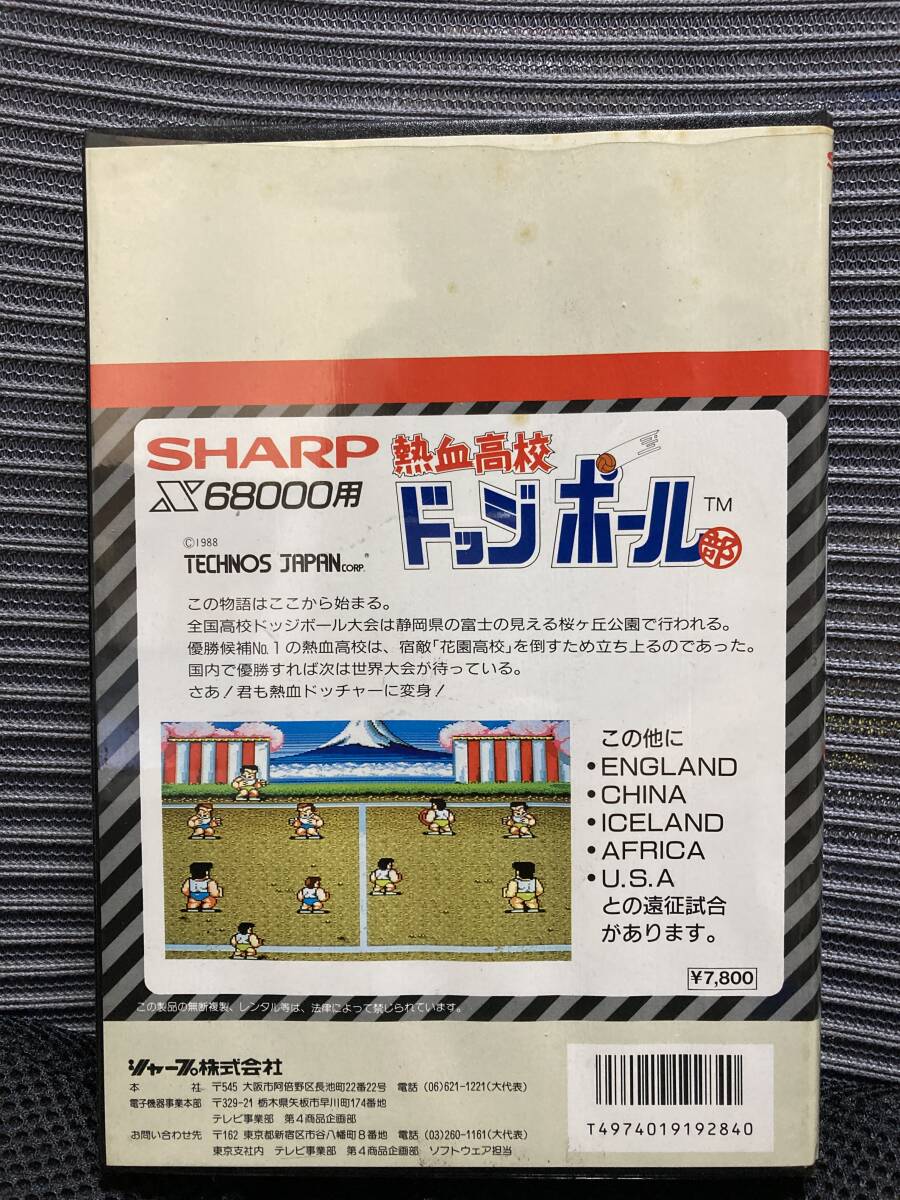 SHARP
X68000用
熱血高校
ドッジボール部 TM
©1988
TECHNOS JAPAN CORP.®
この物語はここから始まる。
全国高校ドッジボール大会は静岡県の富士の見える桜ヶ丘公園で行われる。
優勝候補No.1の熱血高校は、宿敵「花園高校」を倒すため立ち上るのであった。
国内で優勝すれば次は世界大会が待っている。
さあ!君も熱血ドッチャーに変身!
この他に
•ENGLAND
•CHINA
•ICELAND
•AFRICA
•U.S.A
との遠征試合
があります。
¥7,800
この製品の無断複製、レンタル等は、法律によって禁じられています。
シャープ株式会社
本 社 〒545 大阪市阿倍野区長池町22番22号 電話(06)621-1221(大代表)
電子機器事業本部 〒329-21 栃木県矢板市早川町174番地
テレビ事業部 第4商品企画部
お問い合わせ先 〒162 東京都新宿区市谷八幡町8番地 電話(03)260-1161(大代表)
東京支社内 テレビ事業部 第4商品企画部 ソフトウェア担当
T4974019192840